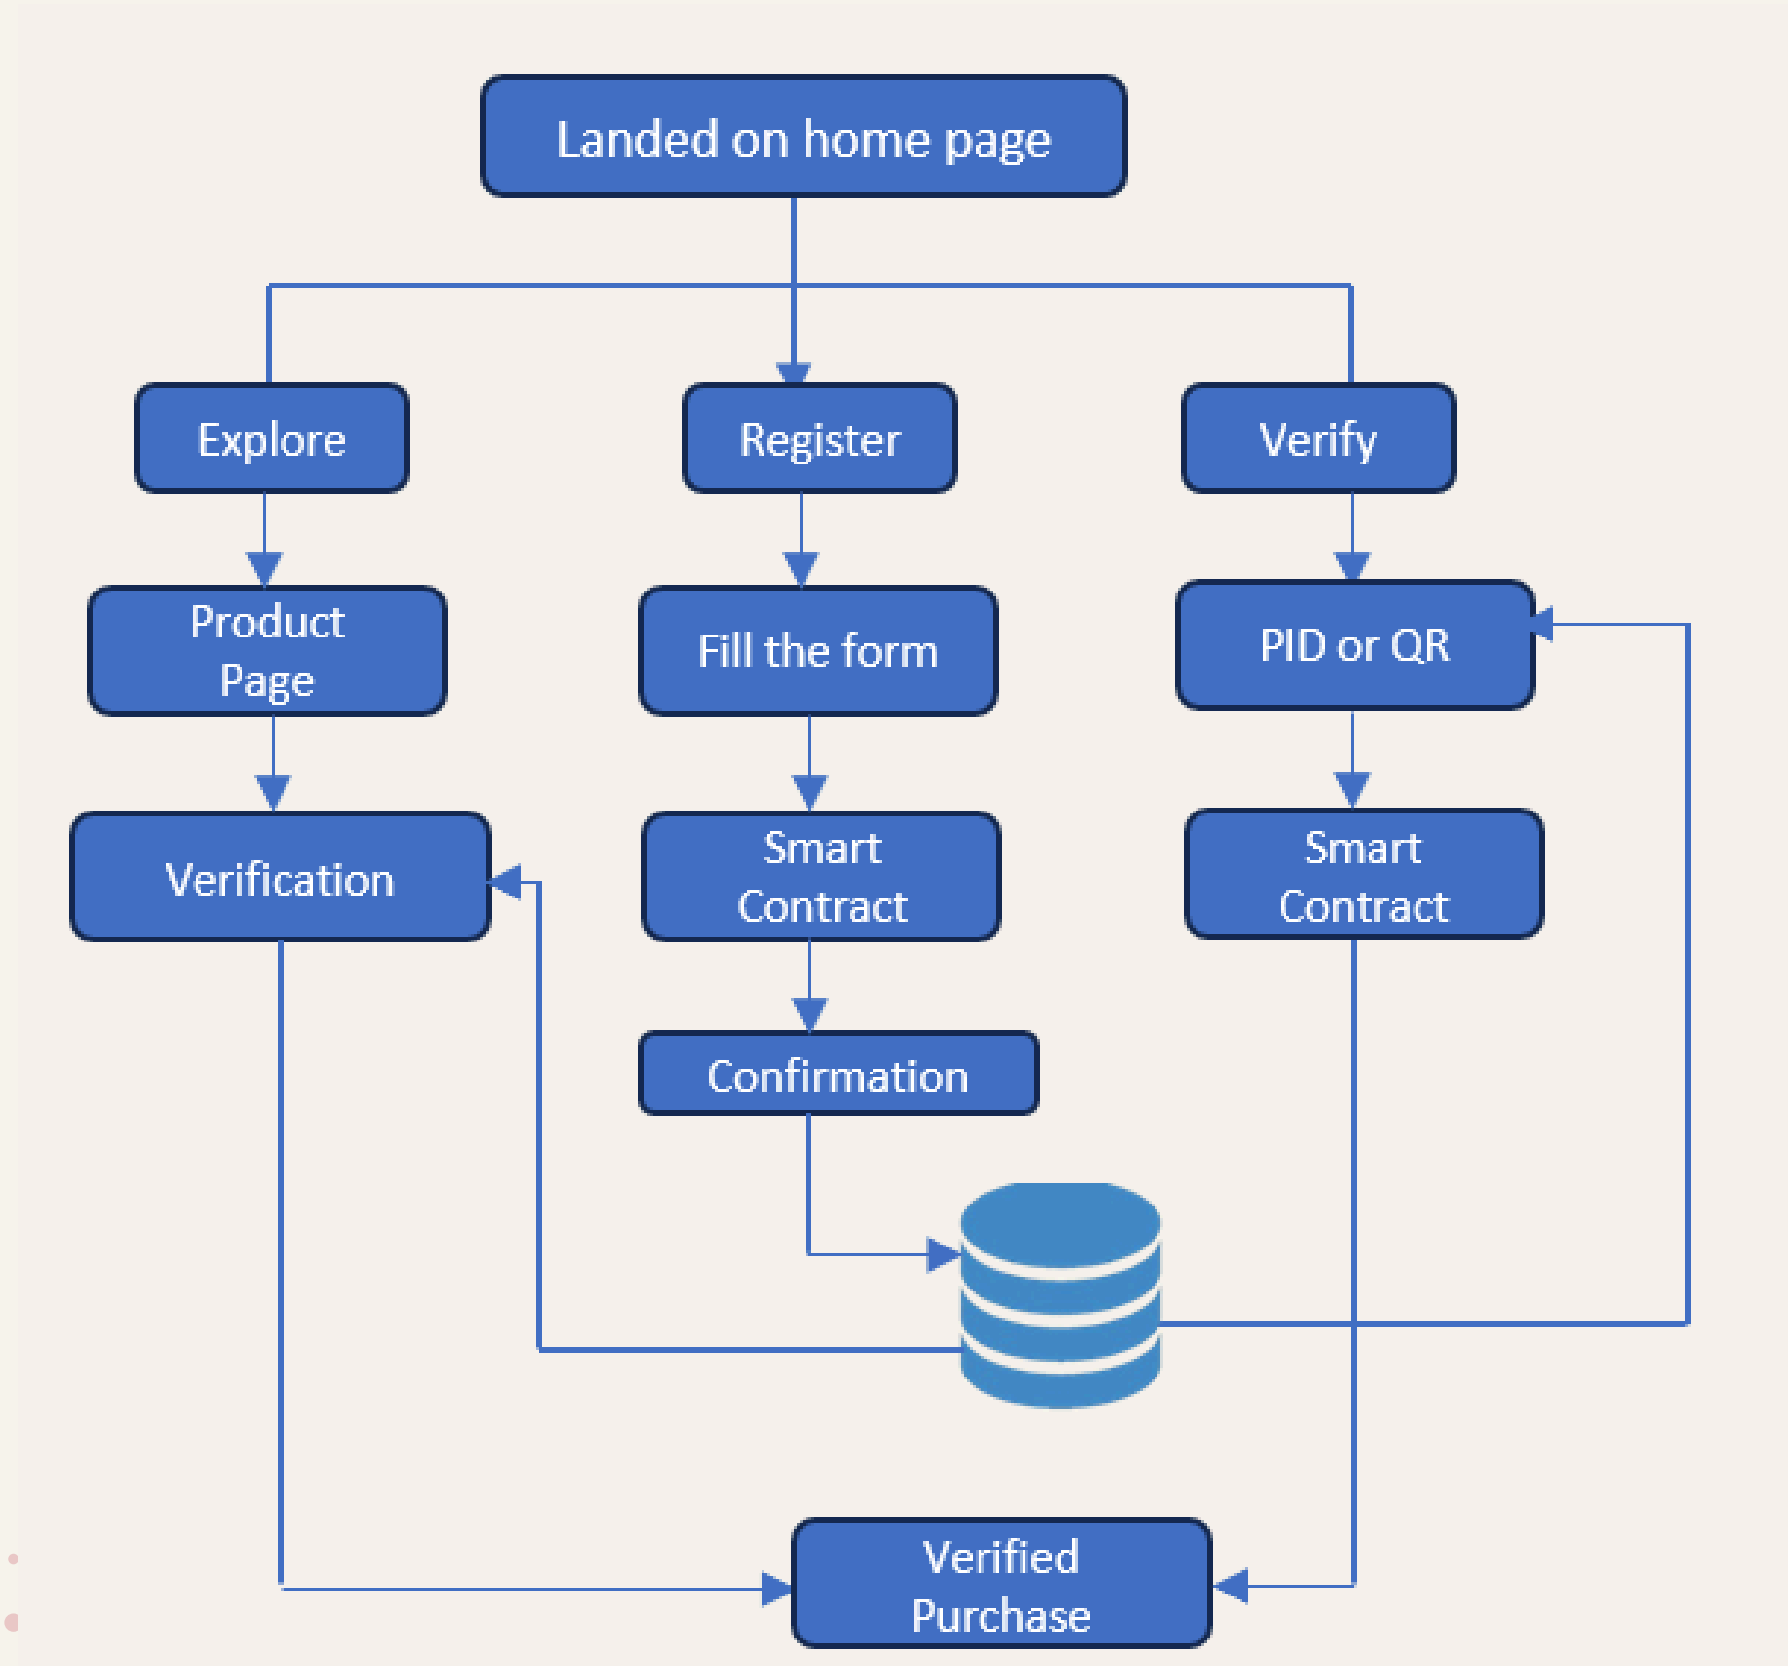 Landed on home page
Explore
Register
Verify
Product
Page
Fill the form
PID or QR
Verification
Smart
Contract
Smart
Contract
Confirmation
Verified
Purchase